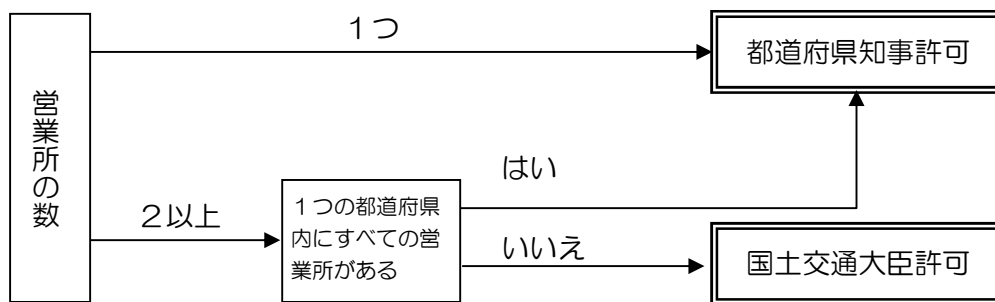 営業所の数
１つ
都道府県知事許可
２以上
１つの都道府県
内にすべての営
業所がある
はい
いいえ
国土交通大臣許可